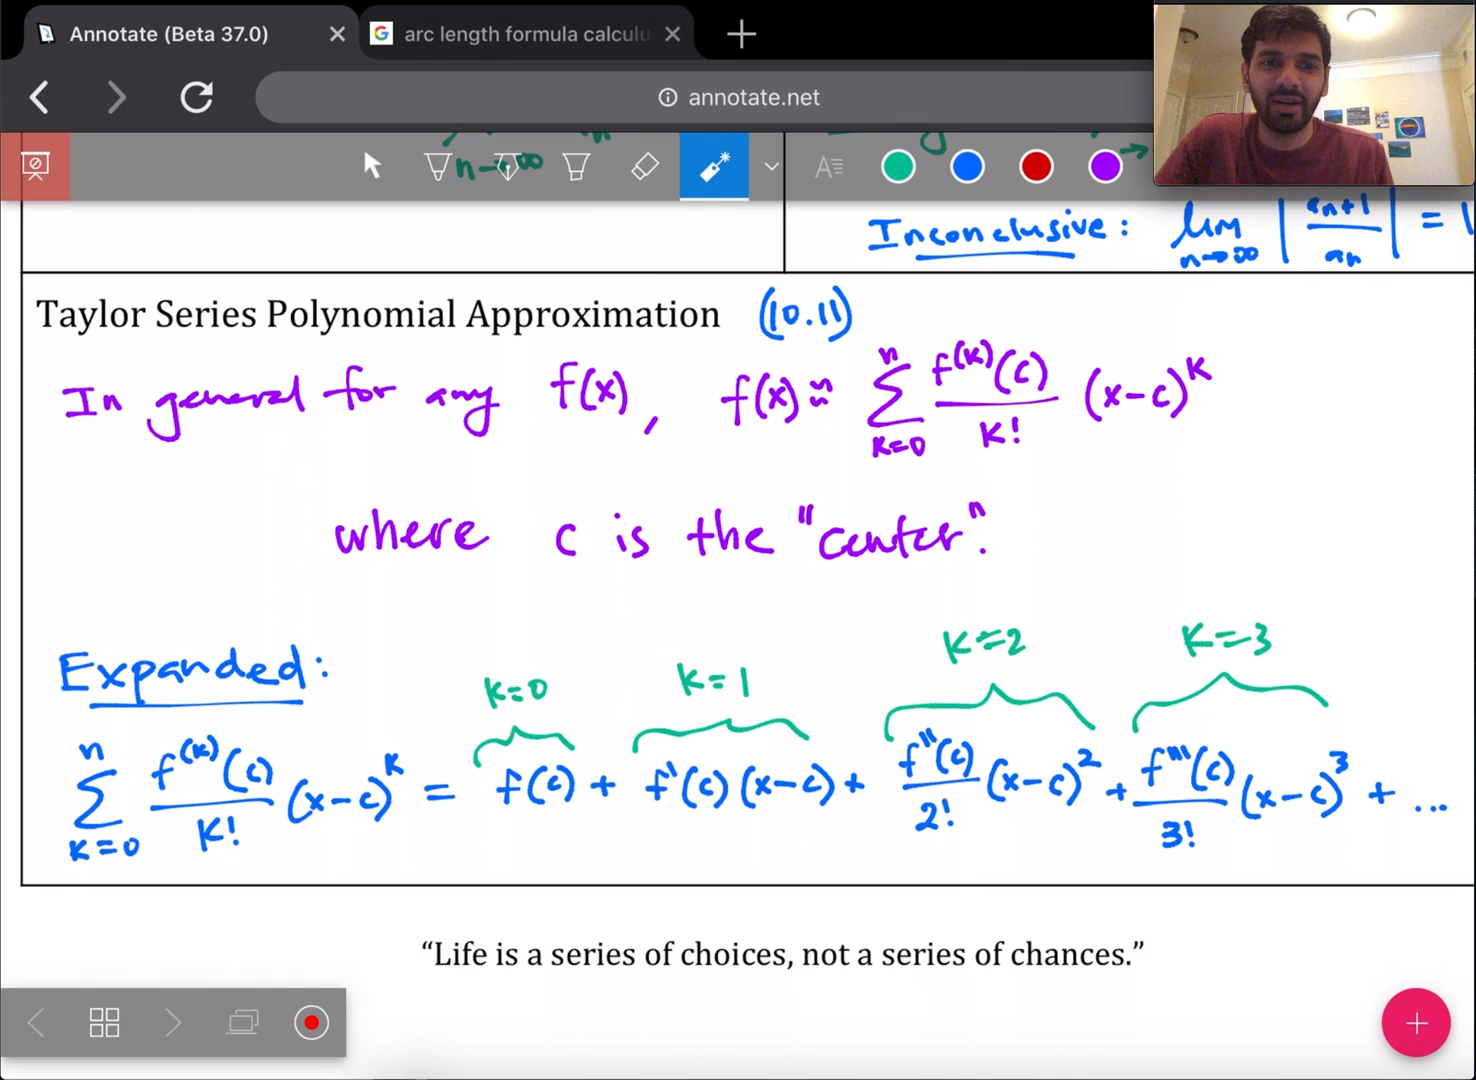 Annotate (Beta 37.0)
arc length formula calculu
annotate.net
n→∞
Inconclusive: lim n→∞ | an+1 / an | = 1
Taylor Series Polynomial Approximation (10.11)
In general for any f(x), f(x) ≈ n Σ k=0 f^(k)(c) / k! (x-c)^k
where c is the "center".
Expanded:
k=0 k=1 k=2 k=3
n Σ k=0 f^(k)(c) / k! (x-c)^k = f(c) + f'(c)(x-c) + f''(c) / 2! (x-c)^2 + f'''(c) / 3! (x-c)^3 + ...
“Life is a series of choices, not a series of chances.”